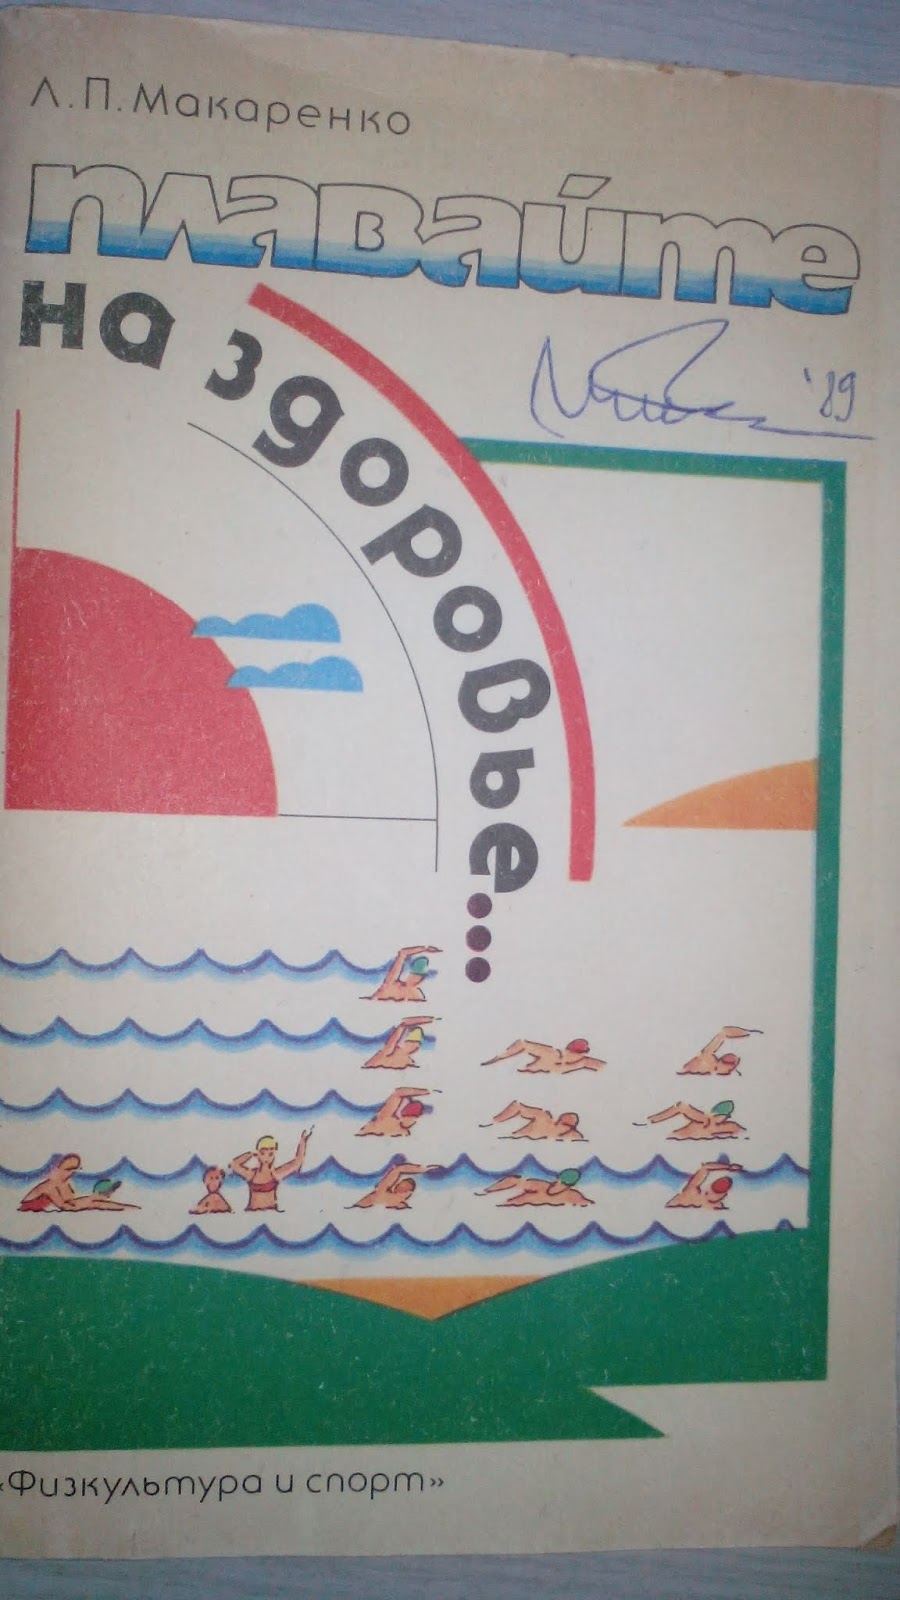 Л.П.Макаренко
плавайте
на здоровье...
'89
«Физкультура и спорт»